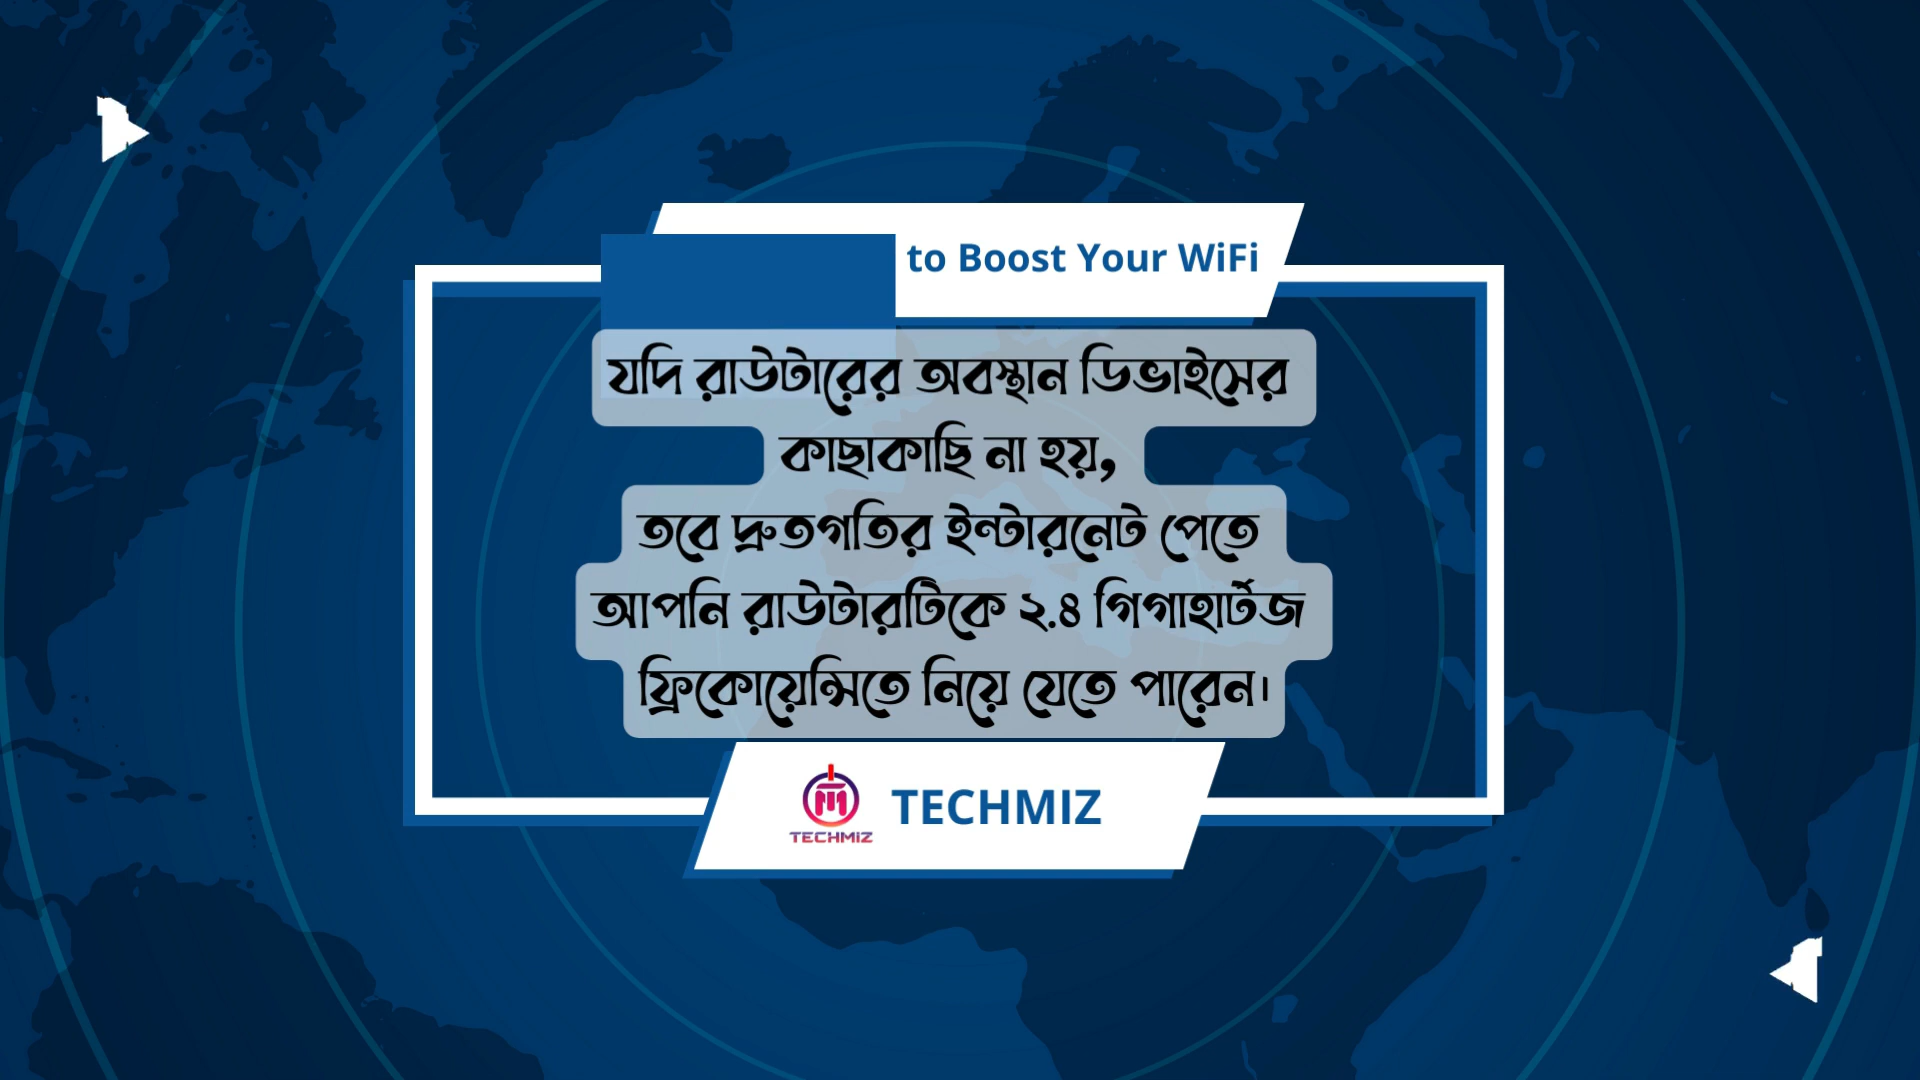 to Boost Your WiFi
যদি রাউটারের অবস্থান ডিভাইসের
কাছাকাছি না হয়,
তবে দ্রুতগতির ইন্টারনেট পেতে
আপনি রাউটারটিকে ২.৪ গিগাহার্টজ
ফ্রিকোয়েন্সিতে নিয়ে যেতে পারেন।
TECHMIZ
TECHMIZ